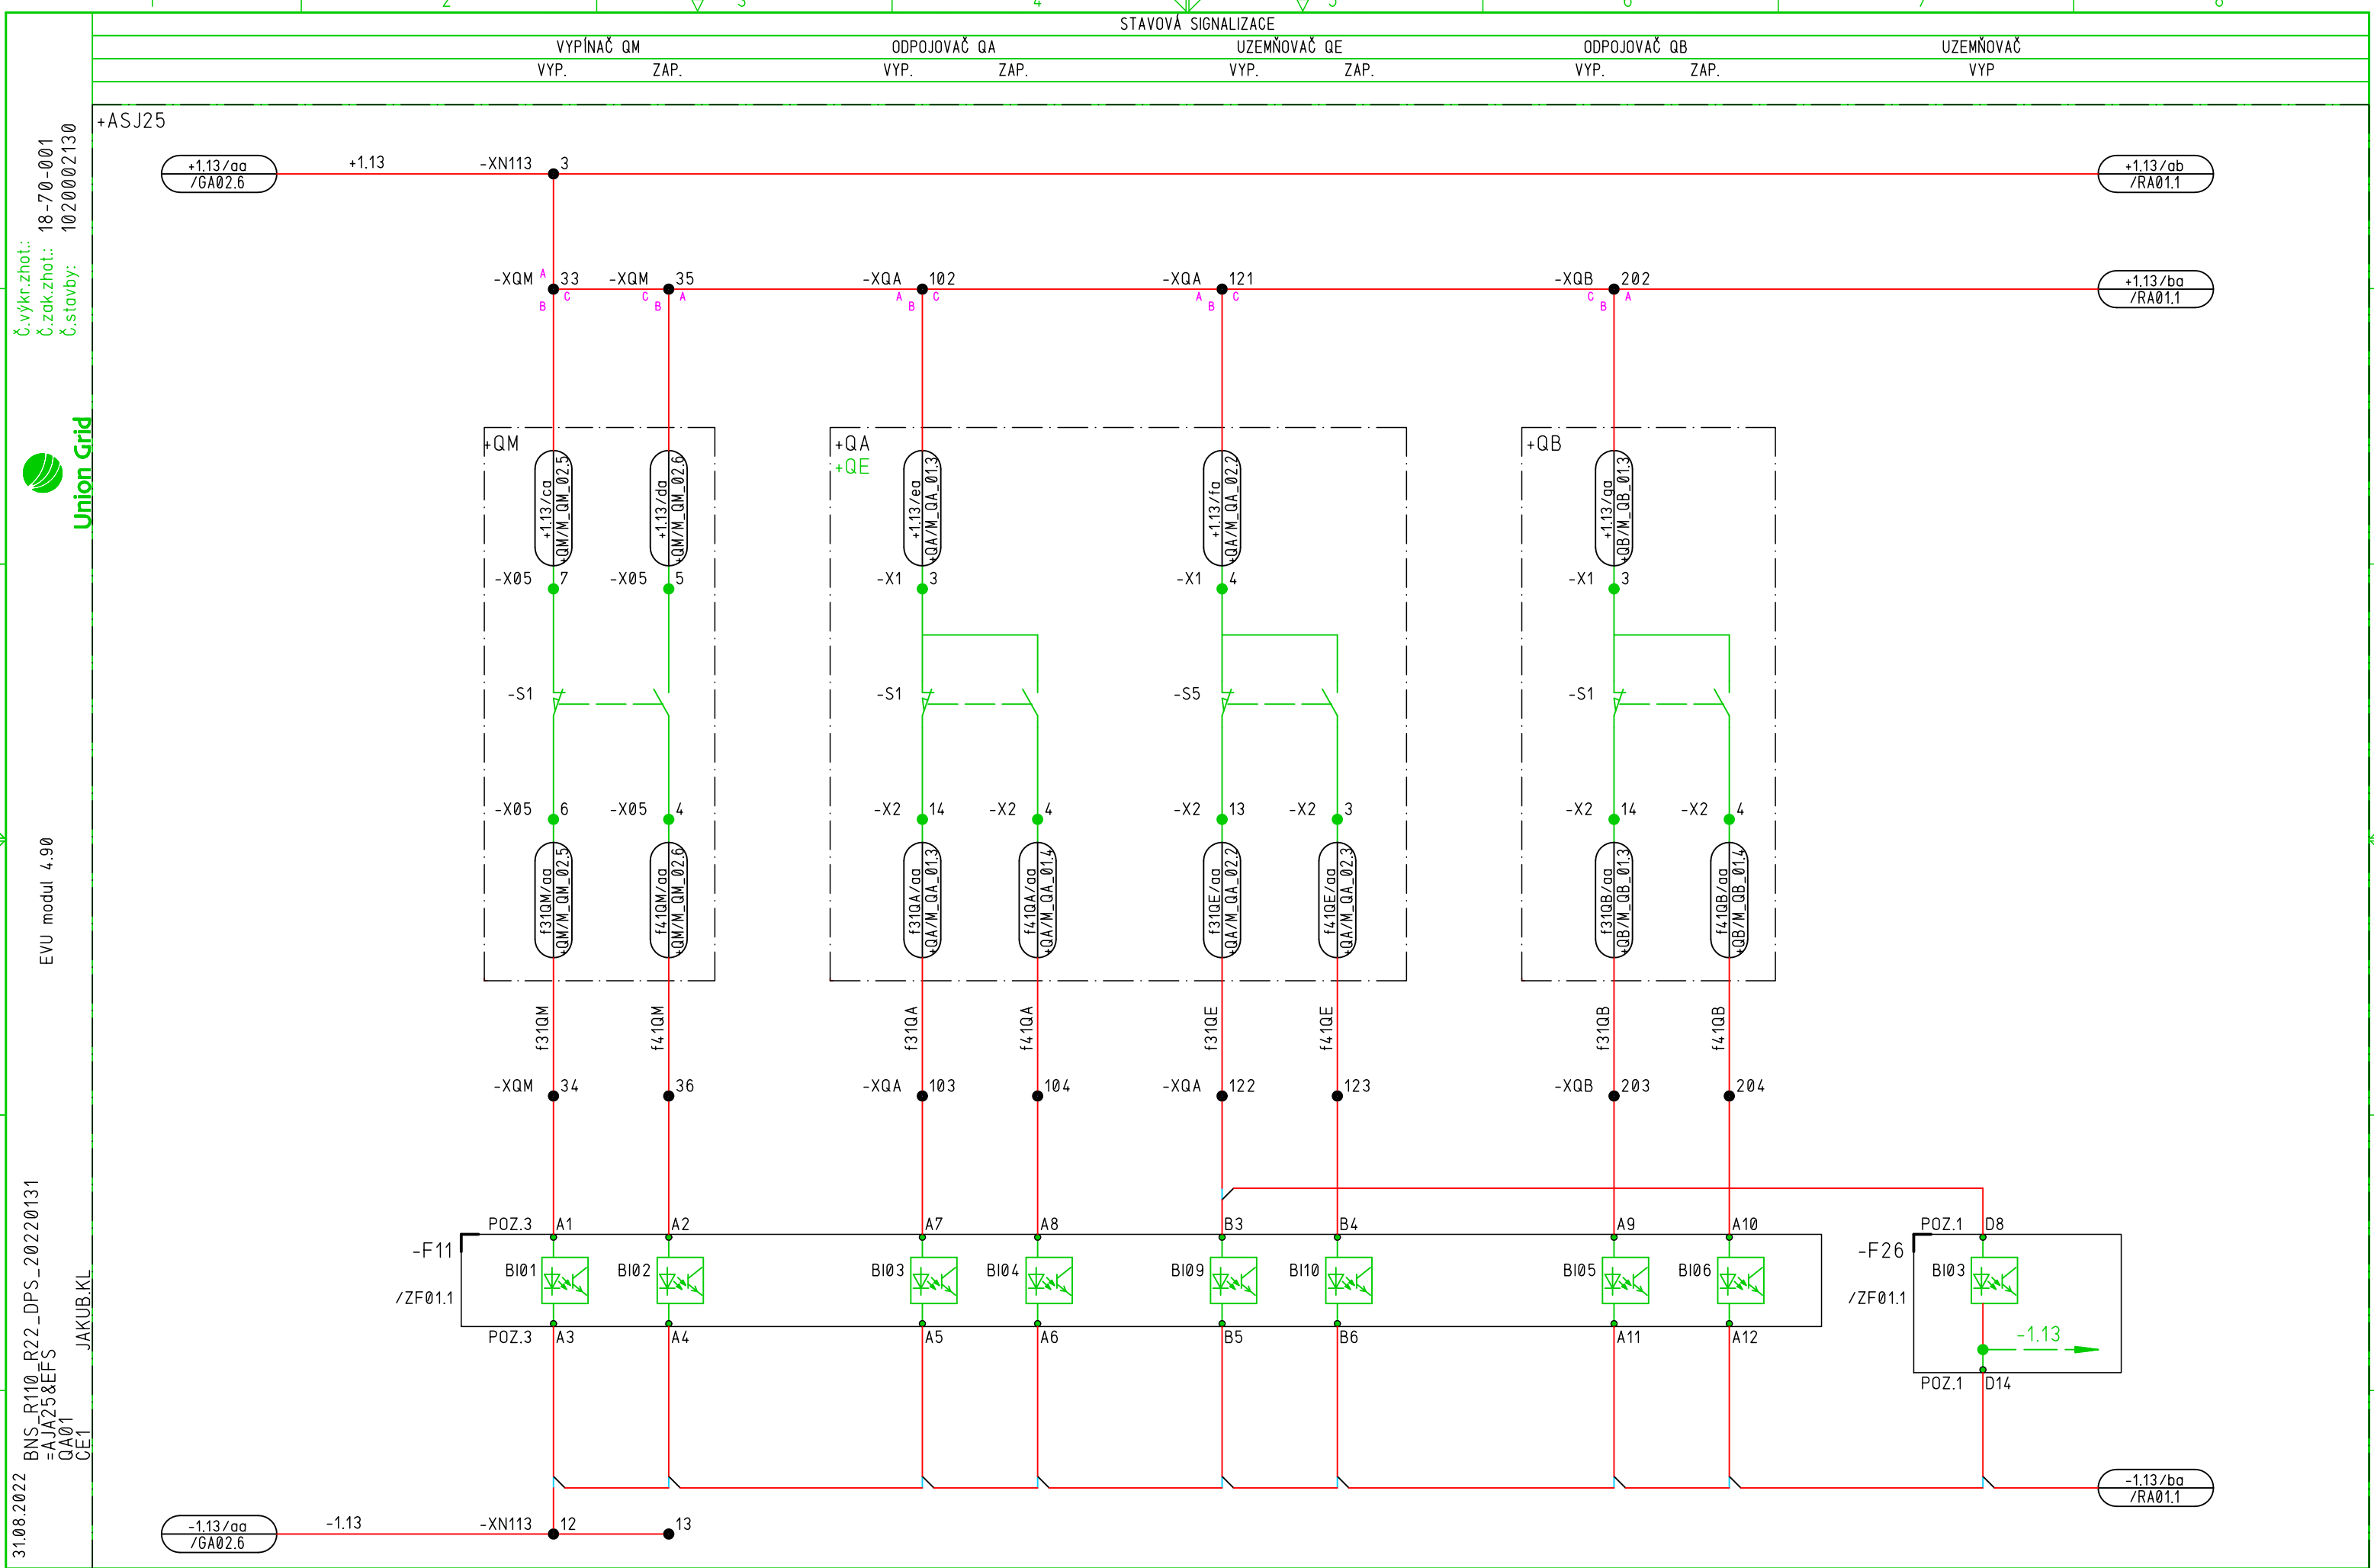 1 2 3 4 5 6 7 8
STAVOVÁ SIGNALIZACE
VYPÍNAČ QM ODPOJOVAČ QA UZEMŇOVAČ QE ODPOJOVAČ QB UZEMŇOVAČ
VYP. ZAP. VYP. ZAP. VYP. ZAP. VYP. ZAP. VYP
+ASJ25
+1.13/aa
/GA02.6
+1.13
-XN113 3
+1.13/ab
/RA01.1
-XQM 33 -XQM 35 -XQA 102 -XQA 121 -XQB 202
A B C C B A A B C A B C C B A
+1.13/ba
/RA01.1
+QM +QA +QB
+QE
+1.13/ca
+QM/M_QM_02.5
+1.13/da
+QM/M_QM_02.6
+1.13/ea
+QA/M_QA_01.3
+1.13/fa
+QA/M_QA_02.2
+1.13/ga
+QB/M_QB_01.3
-X05 7 -X05 5 -X1 3 -X1 4 -X1 3
-S1 -S1 -S5 -S1
-X05 6 -X05 4 -X2 14 -X2 4 -X2 13 -X2 3 -X2 14 -X2 4
f31QM/aa
+QM/M_QM_02.5
f41QM/aa
+QM/M_QM_02.6
f31QA/aa
+QA/M_QA_01.3
f41QA/aa
+QA/M_QA_01.4
f31QE/aa
+QA/M_QA_02.2
f41QE/aa
+QA/M_QA_02.3
f31QB/aa
+QB/M_QB_01.3
f41QB/aa
+QB/M_QB_01.4
f31QM f41QM f31QA f41QA f31QE f41QE f31QB f41QB
-XQM 34 36 -XQA 103 104 -XQA 122 123 -XQB 203 204
POZ.3 A1 A2 A7 A8 B3 B4 A9 A10 POZ.1 D8
-F11 -F26
BI01 BI02 BI03 BI04 BI09 BI10 BI05 BI06 BI03
/ZF01.1 /ZF01.1
-1.13
POZ.3 A3 A4 A5 A6 B5 B6 A11 A12
POZ.1 D14
-1.13/ba
/RA01.1
-1.13/aa
/GA02.6
-1.13
-XN113 12 13
Č.výkr.zhot.:
Č.zak.zhot.: 18-70-001
Č.stavby: 1020002130
Union Grid
EVU modul 4.90
BNS_R110_R22_DPS_202220131
=AJA25&EFS
QA01
CE1 JAKUB.KL
31.08.2022